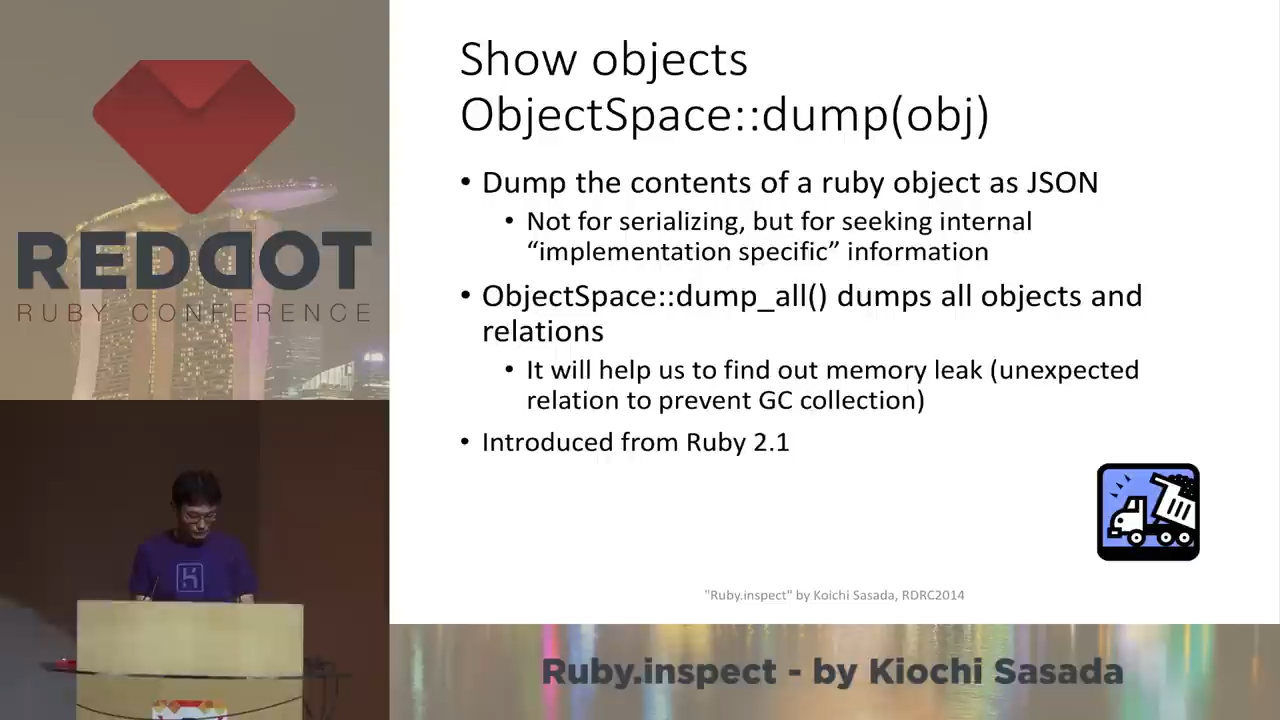 REDDOT
RUBY CONFERENCE
Show objects
ObjectSpace::dump(obj)
• Dump the contents of a ruby object as JSON
• Not for serializing, but for seeking internal
“implementation specific” information
• ObjectSpace::dump_all() dumps all objects and
relations
• It will help us to find out memory leak (unexpected
relation to prevent GC collection)
• Introduced from Ruby 2.1
"Ruby.inspect" by Koichi Sasada, RDRC2014
Ruby.inspect - by Kiochi Sasada